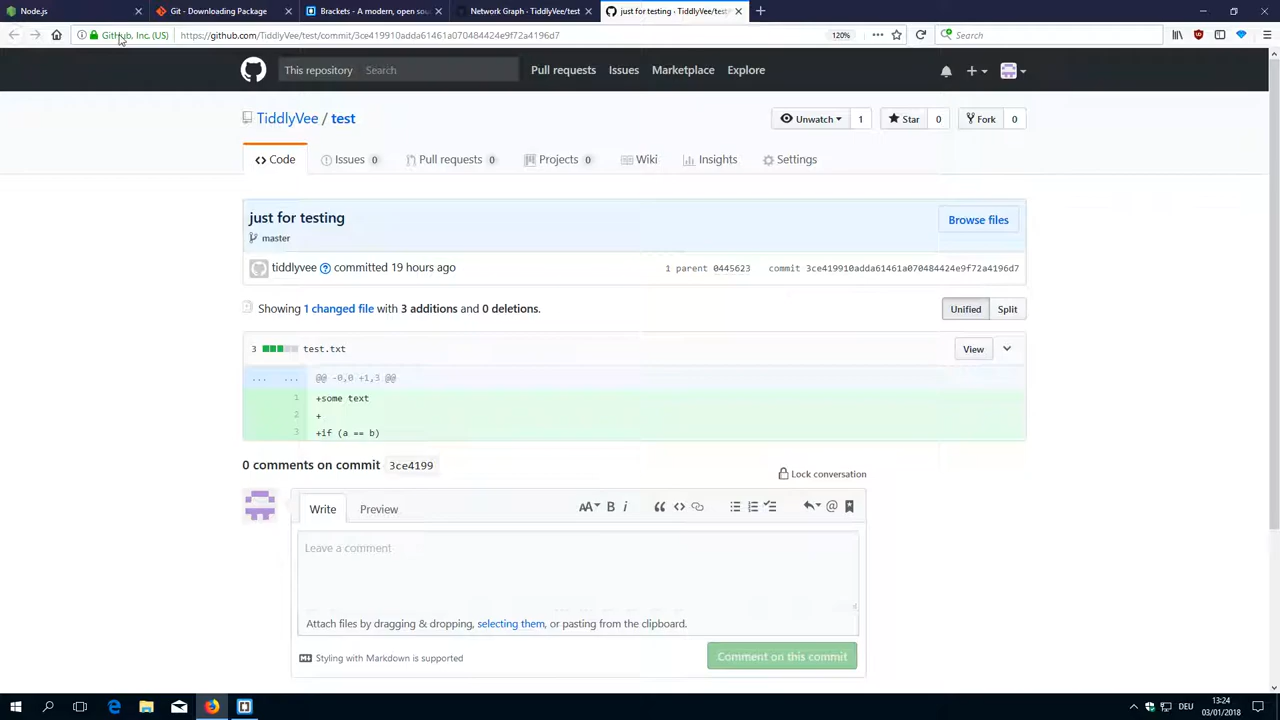 Node.js
Git - Downloading Package
Brackets - A modern, open sou
Network Graph · TiddlyVee/test
just for testing · TiddlyVee/test
GitHub, Inc. (US)
https://github.com/TiddlyVee/test/commit/3ce419910adda61461a070484424e9f72a4196d7
120%
Search
This repository
Search
Pull requests
Issues
Marketplace
Explore
TiddlyVee / test
Unwatch
1
Star
0
Fork
0
<> Code
Issues 0
Pull requests 0
Projects 0
Wiki
Insights
Settings
just for testing
Browse files
master
tiddlyvee committed 19 hours ago
1 parent 0445623
commit 3ce419910adda61461a070484424e9f72a4196d7
Showing 1 changed file with 3 additions and 0 deletions.
Unified
Split
3
test.txt
View
... ... @@ -0,0 +1,3 @@
1 +some text
2 +
3 +if (a == b)
0 comments on commit 3ce4199
Lock conversation
Write
Preview
AA B i
Leave a comment
Attach files by dragging & dropping, selecting them, or pasting from the clipboard.
Styling with Markdown is supported
Comment on this commit
DEU
13:24
03/01/2018